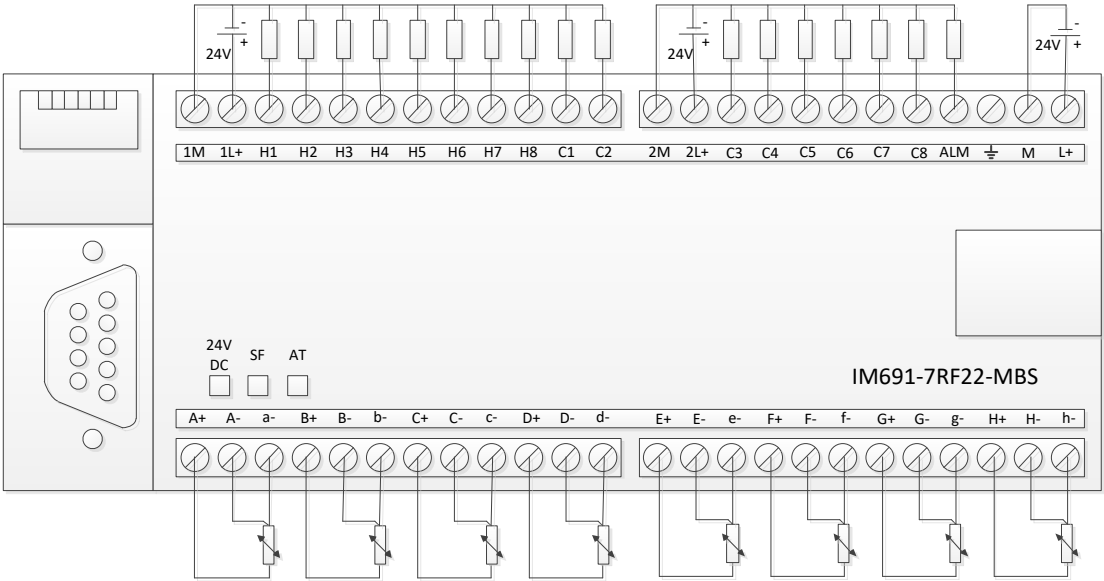 - - -
24V + 24V + 24V +
1M 1L+ H1 H2 H3 H4 H5 H6 H7 H8 C1 C2 2M 2L+ C3 C4 C5 C6 C7 C8 ALM M L+
24V
DC SF AT
IM691-7RF22-MBS
A+ A- a- B+ B- b- C+ C- c- D+ D- d- E+ E- e- F+ F- f- G+ G- g- H+ H- h-